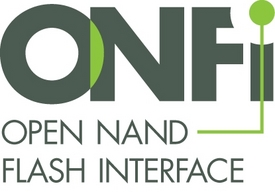 ONFi
OPEN NAND
FLASH INTERFACE